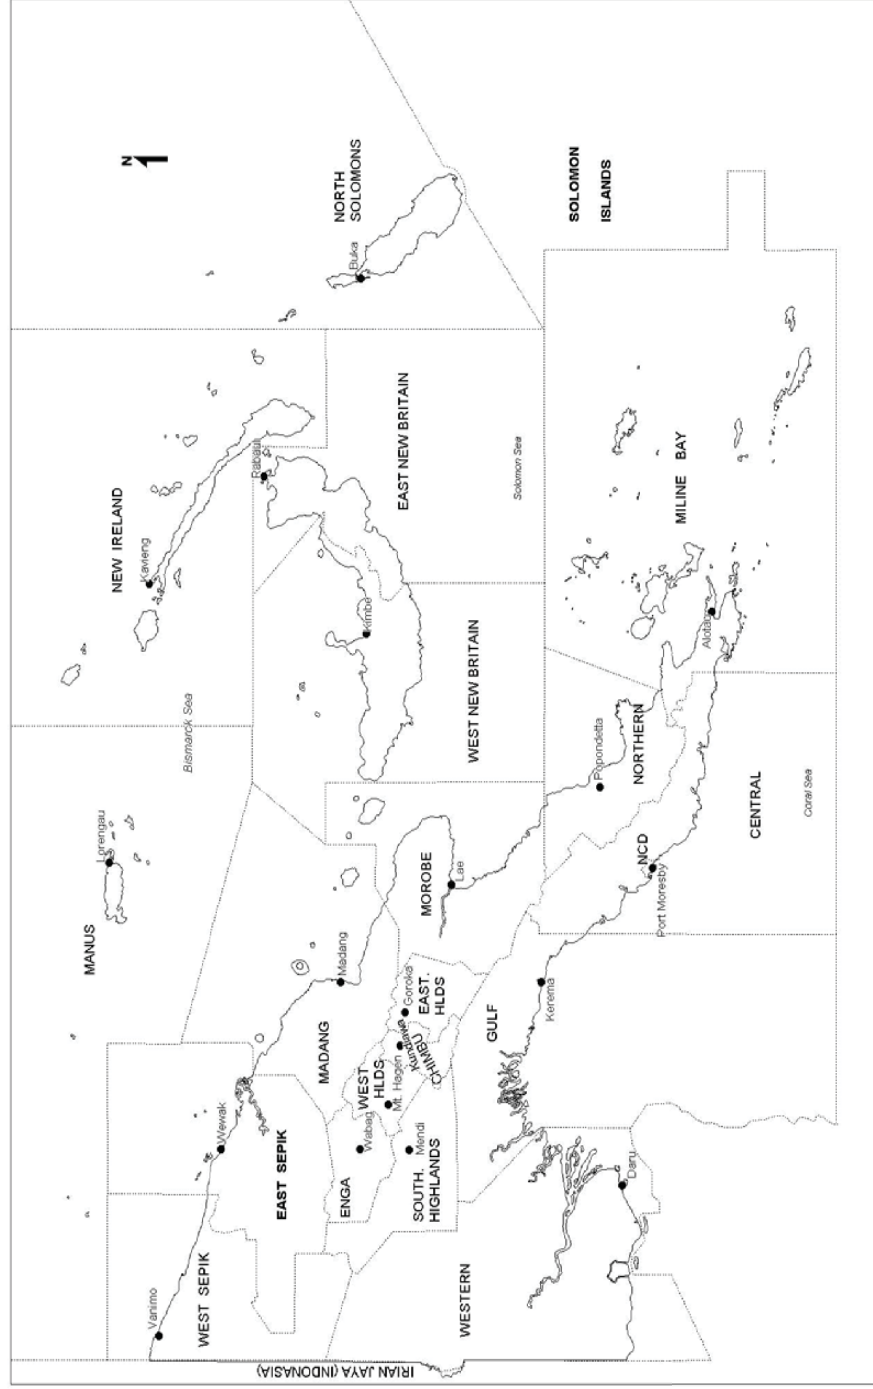 N
MANUS
Lorengau
Bismarck Sea
NEW IRELAND
Kavieng
Vanimo
WEST SEPIK
Wewak
EAST SEPIK
MADANG
Madang
Rabaul
Kimbe
EAST NEW BRITAIN
WEST NEW BRITAIN
NORTH
SOLOMONS
Buka
ENGA
Wabag
WEST
HLDS
Mt. Hagen
Kundiawa
CHIMBU
Goroka
EAST.
HLDS
MOROBE
Lae
SOUTH.
HIGHLANDS
Mendi
WESTERN
GULF
Kerema
Solomon Sea
SOLOMON
ISLANDS
Popondetta
NORTHERN
NCD
Port Moresby
CENTRAL
Coral Sea
MILINE BAY
Alotau
Daru
IRIAN JAYA (INDONASIA)